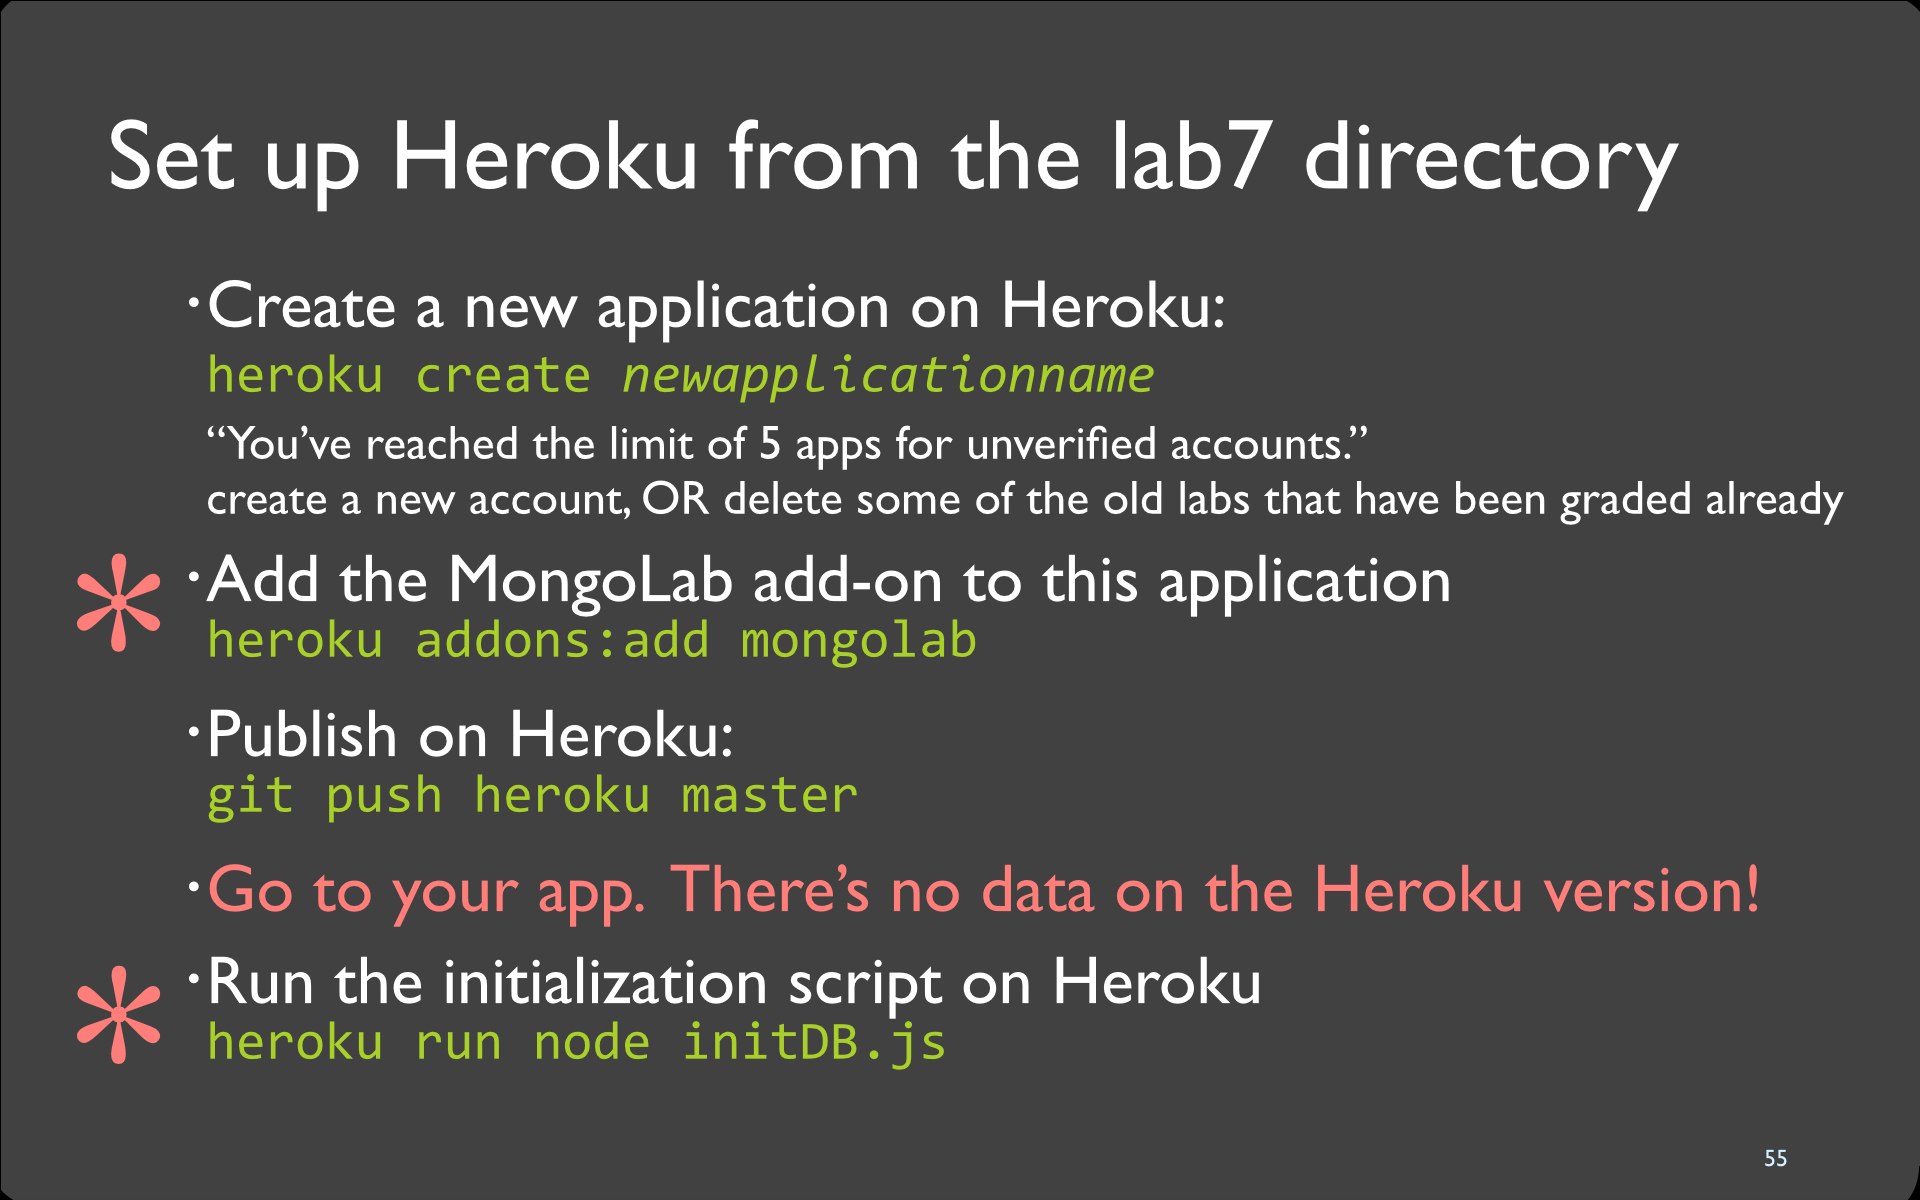 Set up Heroku from the lab7 directory
•Create a new application on Heroku:
heroku create newapplicationname
“You’ve reached the limit of 5 apps for unverified accounts.”
create a new account, OR delete some of the old labs that have been graded already
* •Add the MongoLab add-on to this application
heroku addons:add mongolab
•Publish on Heroku:
git push heroku master
•Go to your app. There’s no data on the Heroku version!
* •Run the initialization script on Heroku
heroku run node initDB.js
55